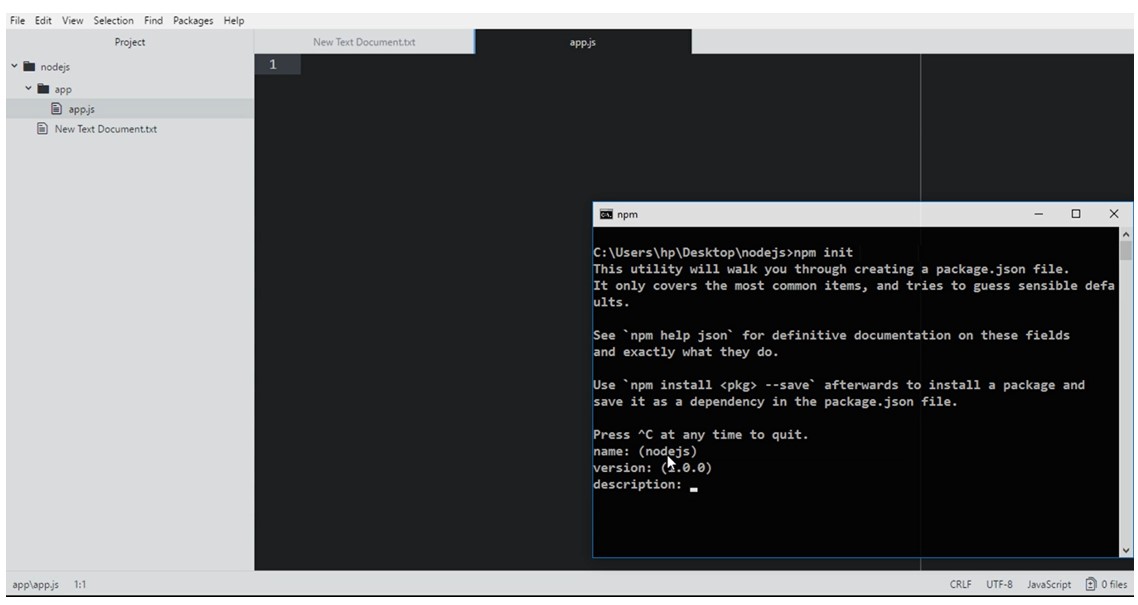 File Edit View Selection Find Packages Help
Project
New Text Document.txt
app.js
nodejs
app
app.js
New Text Document.txt
1
npm
C:\Users\hp\Desktop\nodejs>npm init
This utility will walk you through creating a package.json file.
It only covers the most common items, and tries to guess sensible defa
ults.
See `npm help json` for definitive documentation on these fields
and exactly what they do.
Use `npm install <pkg> --save` afterwards to install a package and
save it as a dependency in the package.json file.
Press ^C at any time to quit.
name: (nodejs)
version: (1.0.0)
description:
app\app.js 1:1
CRLF UTF-8 JavaScript 0 files